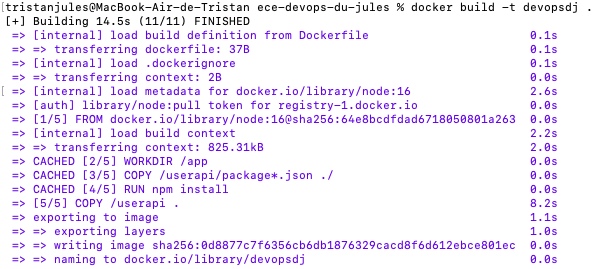 tristanjules@MacBook-Air-de-Tristan ece-devops-du-jules % docker build -t devopsdj .
[+] Building 14.5s (11/11) FINISHED
=> [internal] load build definition from Dockerfile 0.1s
=> => transferring dockerfile: 37B 0.0s
=> [internal] load .dockerignore 0.1s
=> => transferring context: 2B 0.0s
=> [internal] load metadata for docker.io/library/node:16 2.6s
=> [auth] library/node:pull token for registry-1.docker.io 0.0s
=> [1/5] FROM docker.io/library/node:16@sha256:64e8bcdfdad6718050801a263 0.0s
=> [internal] load build context 2.2s
=> => transferring context: 825.31kB 2.0s
=> CACHED [2/5] WORKDIR /app 0.0s
=> CACHED [3/5] COPY /userapi/package*.json ./ 0.0s
=> CACHED [4/5] RUN npm install 0.0s
=> [5/5] COPY /userapi . 8.2s
=> exporting to image 1.1s
=> => exporting layers 1.0s
=> => writing image sha256:0d8877c7f6356cb6db1876329cacd8f6d612ebce801ec 0.0s
=> => naming to docker.io/library/devopsdj 0.0s